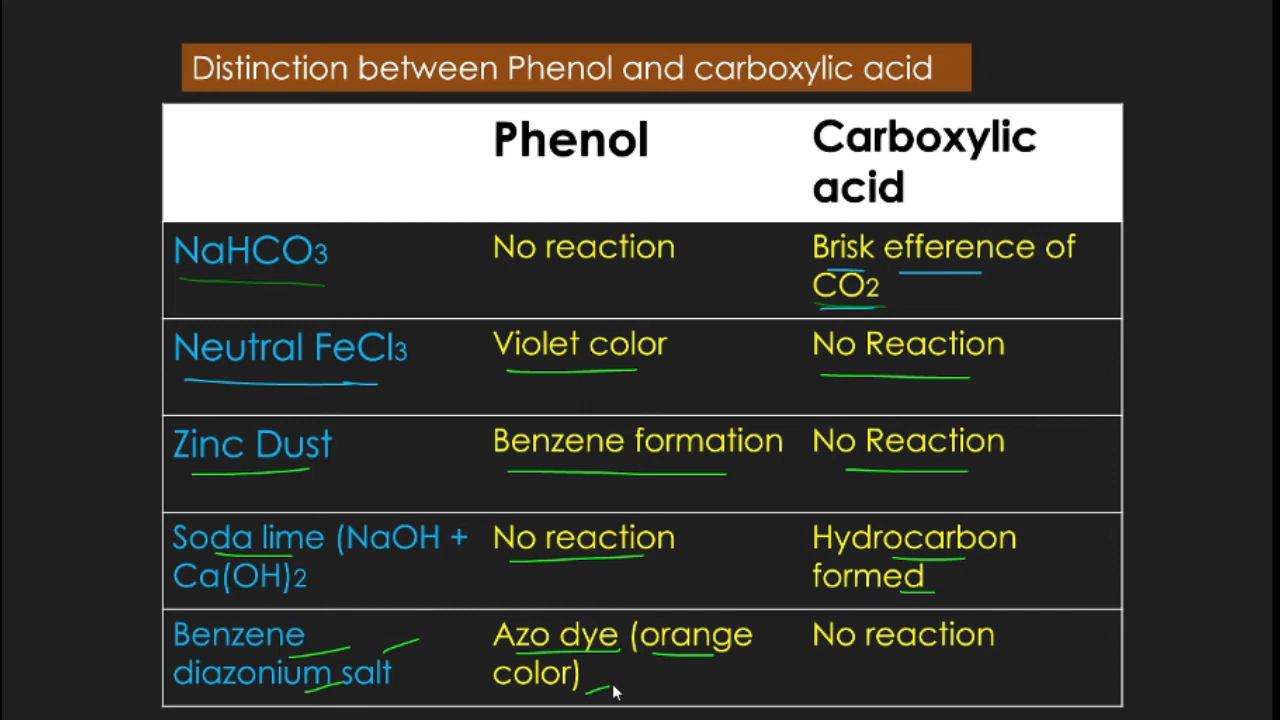 Distinction between Phenol and carboxylic acid
Phenol
Carboxylic
acid
NaHCO3
No reaction
Brisk efference of
CO2
Neutral FeCl3
Violet color
No Reaction
Zinc Dust
Benzene formation
No Reaction
Soda lime (NaOH +
Ca(OH)2
No reaction
Hydrocarbon
formed
Benzene
diazonium salt
Azo dye (orange
color)
No reaction